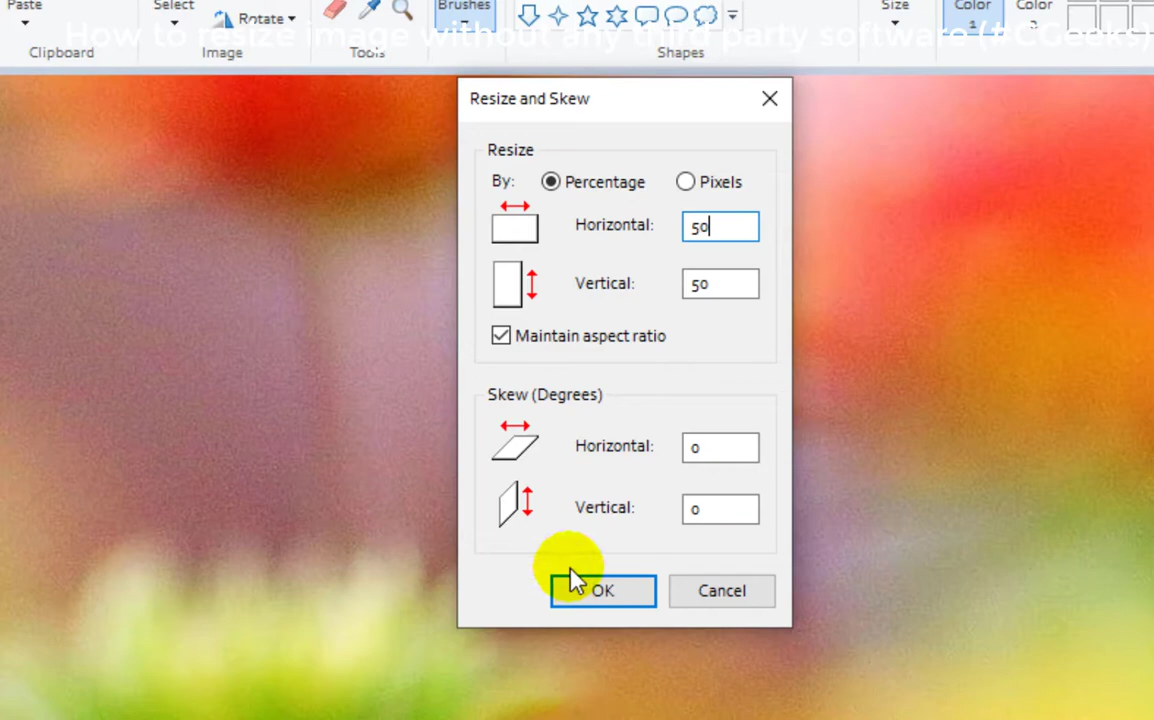 Paste
Select
Rotate
Brushes
Size
Color
1
Color
2
How to resize image without any third party software (#CGeeks)
Clipboard
Image
Tools
Shapes
Resize and Skew
Resize
By:
Percentage
Pixels
Horizontal:
50
Vertical:
50
Maintain aspect ratio
Skew (Degrees)
Horizontal:
0
Vertical:
0
OK
Cancel